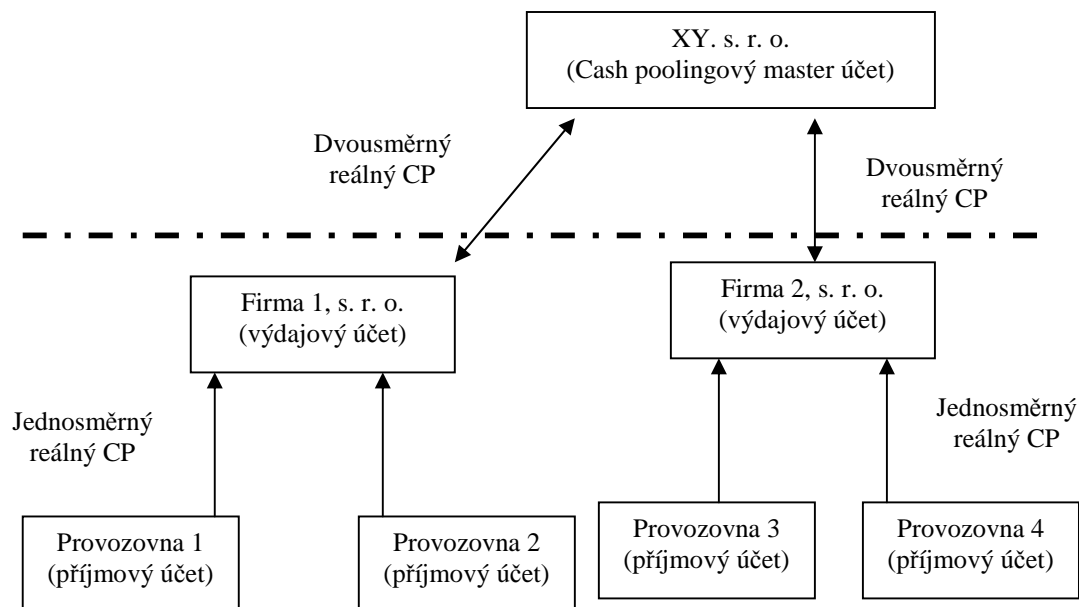 XY. s. r. o.
(Cash poolingový master účet)
Dvousměrný
reálný CP
Dvousměrný
reálný CP
Firma 1, s. r. o.
(výdajový účet)
Firma 2, s. r. o.
(výdajový účet)
Jednosměrný
reálný CP
Jednosměrný
reálný CP
Provozovna 1
(příjmový účet)
Provozovna 2
(příjmový účet)
Provozovna 3
(příjmový účet)
Provozovna 4
(příjmový účet)